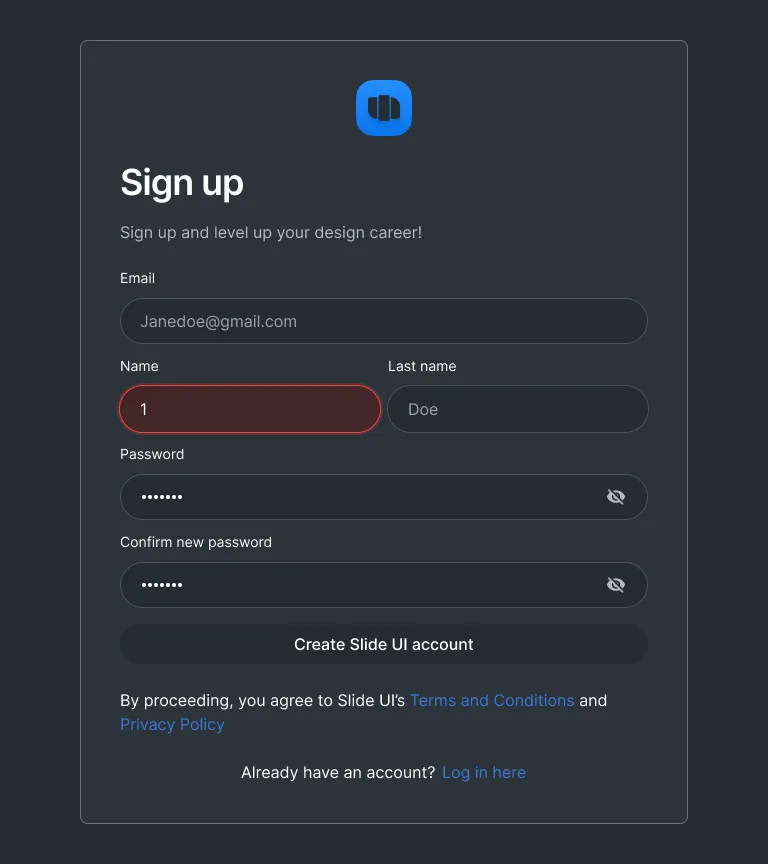 Sign up
Sign up and level up your design career!
Email
Janedoe@gmail.com
Name
Last name
1
Doe
Password
•••••••
Confirm new password
•••••••
Create Slide UI account
By proceeding, you agree to Slide UI’s Terms and Conditions and
Privacy Policy
Already have an account? Log in here